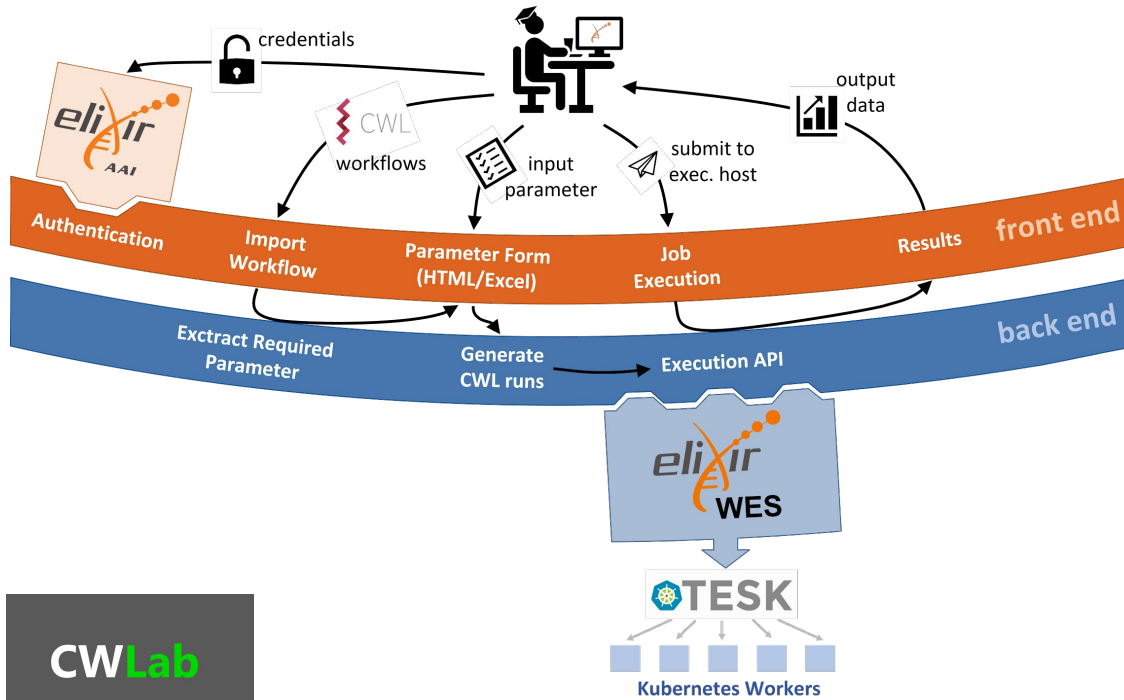 credentials
output
data
elixir
AAI
CWL
workflows
input
parameter
submit to
exec. host
Authentication
Import
Workflow
Parameter Form
(HTML/Excel)
Job
Execution
Results
front end
Exctract Required
Parameter
Generate
CWL runs
Execution API
back end
elixir
WES
TESK
Kubernetes Workers
CWLab